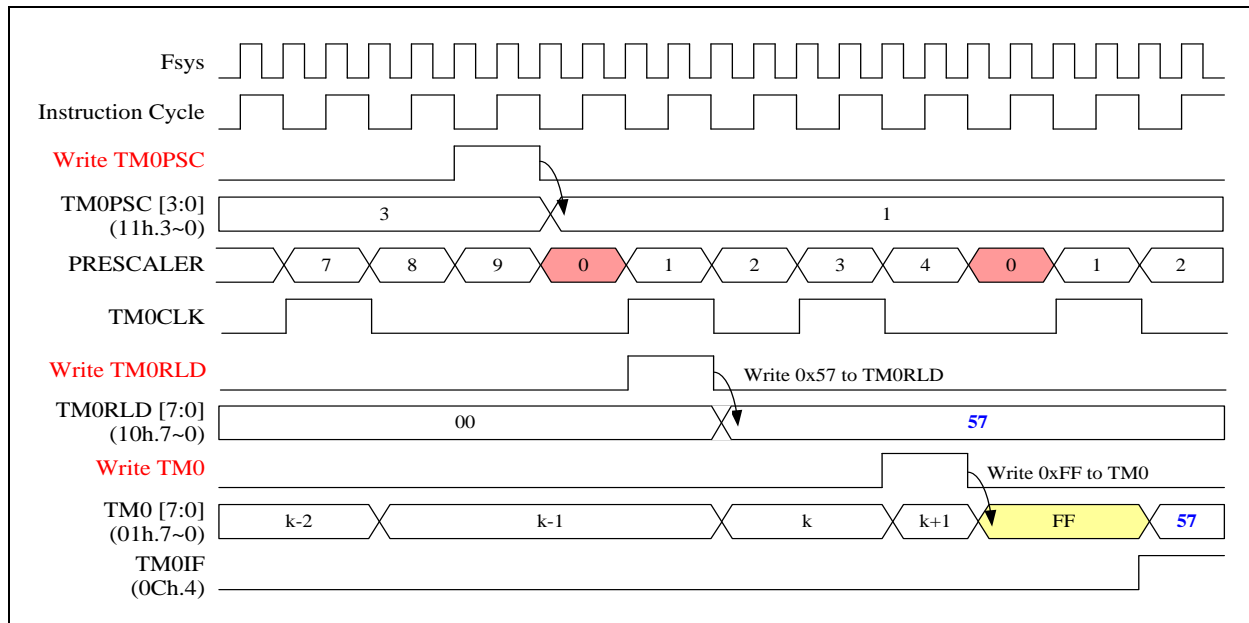 Fsys
Instruction Cycle
Write TM0PSC
TM0PSC [3:0]
(11h.3~0)
3 1
PRESCALER 7 8 9 0 1 2 3 4 0 1 2
TM0CLK
Write TM0RLD
Write 0x57 to TM0RLD
TM0RLD [7:0]
(10h.7~0)
00 57
Write TM0
Write 0xFF to TM0
TM0 [7:0]
(01h.7~0)
k-2 k-1 k k+1 FF 57
TM0IF
(0Ch.4)